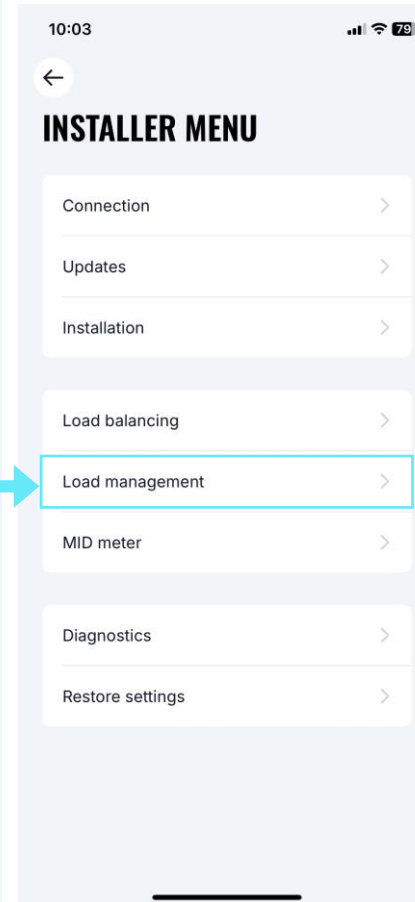 10:03
79
INSTALLER MENU
Connection
Updates
Installation
Load balancing
Load management
MID meter
Diagnostics
Restore settings